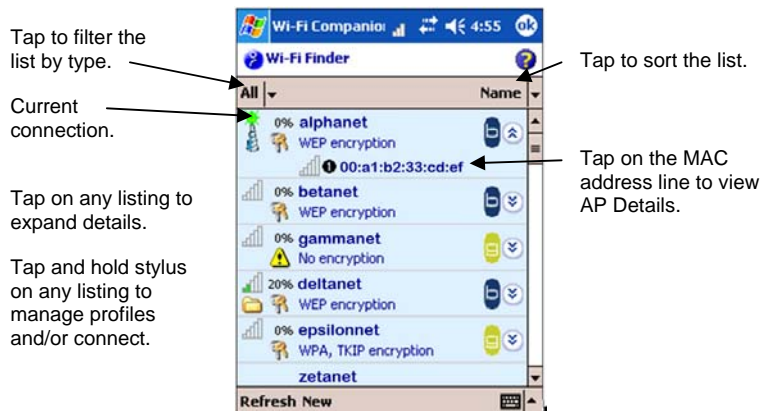 Tap to filter the
list by type.
Current
connection.
Tap on any listing to
expand details.
Tap and hold stylus
on any listing to
manage profiles
and/or connect.
Wi-Fi Companion 4:55 ok
Wi-Fi Finder ?
All Name
0% alphanet b
WEP encryption
1 00:a1:b2:33:cd:ef
0% betanet b
WEP encryption
0% gammanet g
No encryption
20% deltanet b
WEP encryption
0% epsilonnet g
WPA, TKIP encryption
zetanet
Refresh New
Tap to sort the list.
Tap on the MAC
address line to view
AP Details.